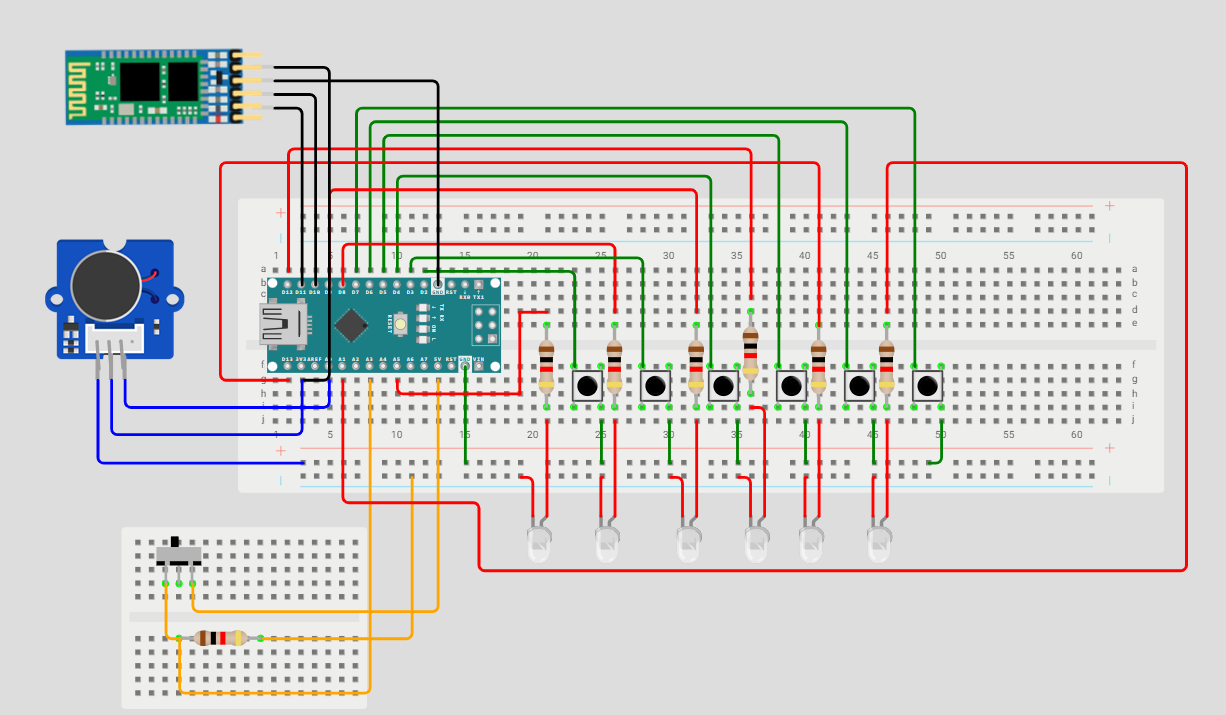 + +
1 5 10 15 20 25 30 35 40 45 50 55 60
a a
b b
D12 D11 D10 D9 D8 D7 D6 D5 D4 D3 D2 GND RST RX0 TX1
c c
d d
e e
RESET
TX RX ON L
D13 3V3 AREF A0 A1 A2 A3 A4 A5 A6 A7 5V RST GND VIN
f f
g g
h h
i i
j j
1 5 10 15 20 25 30 35 40 45 50 55 60
+ +